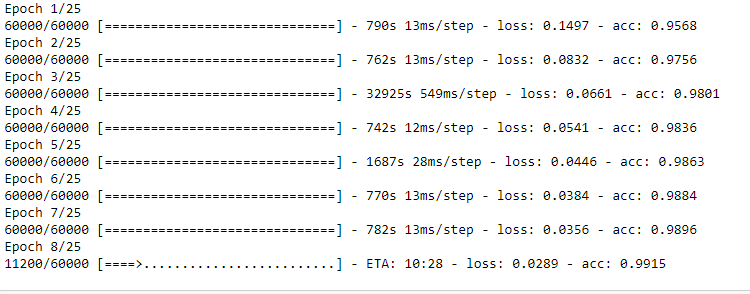 Epoch 1/25
60000/60000 [==============================] - 790s 13ms/step - loss: 0.1497 - acc: 0.9568
Epoch 2/25
60000/60000 [==============================] - 762s 13ms/step - loss: 0.0832 - acc: 0.9756
Epoch 3/25
60000/60000 [==============================] - 32925s 549ms/step - loss: 0.0661 - acc: 0.9801
Epoch 4/25
60000/60000 [==============================] - 742s 12ms/step - loss: 0.0541 - acc: 0.9836
Epoch 5/25
60000/60000 [==============================] - 1687s 28ms/step - loss: 0.0446 - acc: 0.9863
Epoch 6/25
60000/60000 [==============================] - 770s 13ms/step - loss: 0.0384 - acc: 0.9884
Epoch 7/25
60000/60000 [==============================] - 782s 13ms/step - loss: 0.0356 - acc: 0.9896
Epoch 8/25
11200/60000 [====>.........................] - ETA: 10:28 - loss: 0.0289 - acc: 0.9915